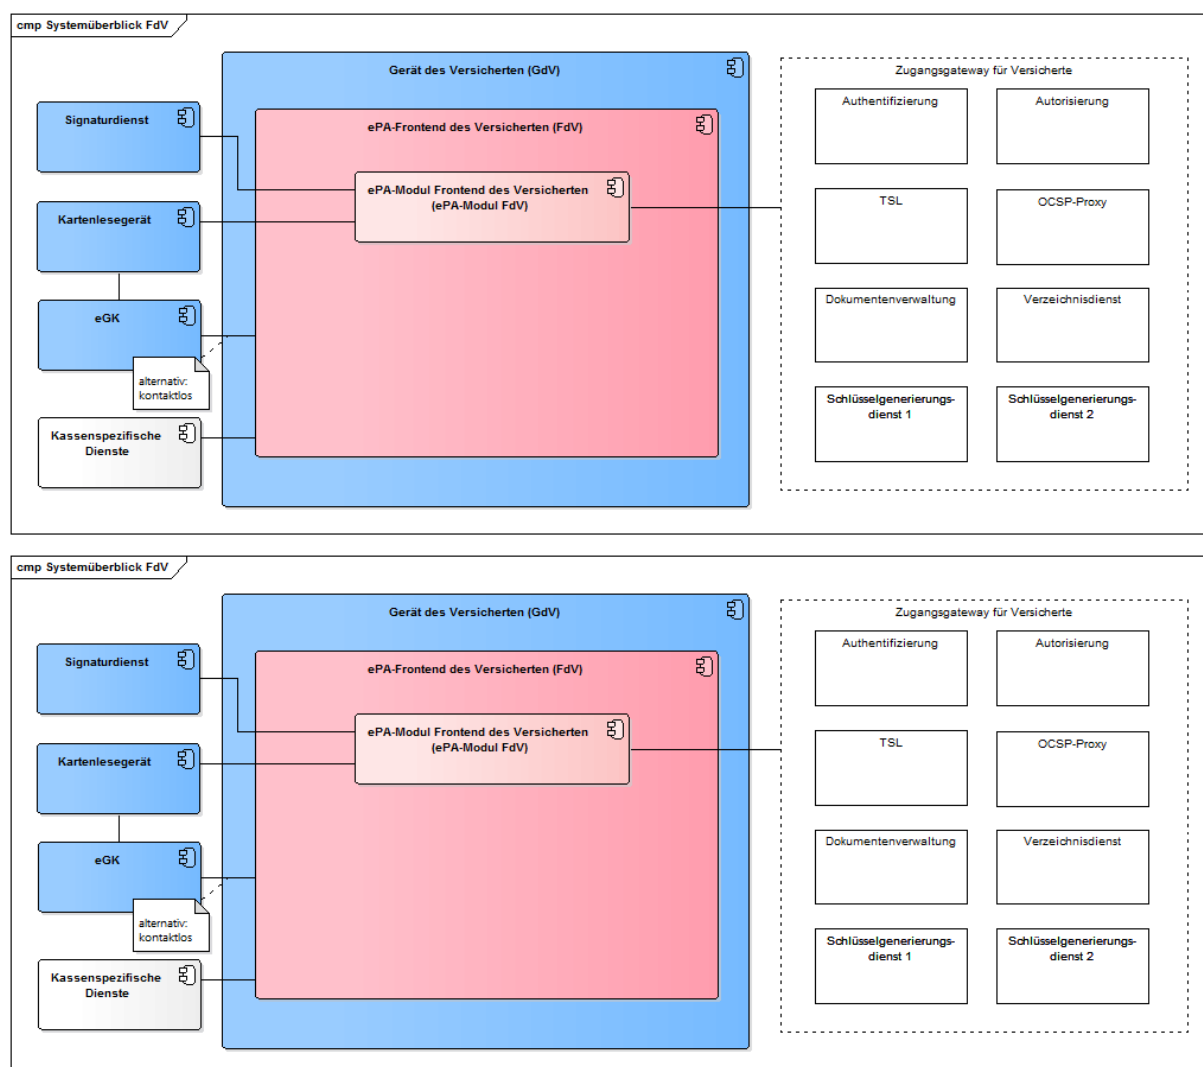 cmp Systemüberblick FdV
Gerät des Versicherten (GdV)
Zugangsgateway für Versicherte
Signaturdienst
ePA-Frontend des Versicherten (FdV)
Authentifizierung
Autorisierung
ePA-Modul Frontend des Versicherten
(ePA-Modul FdV)
Kartenlesegerät
TSL
OCSP-Proxy
eGK
alternativ:
kontaktlos
Dokumentenverwaltung
Verzeichnisdienst
Kassenspezifische
Dienste
Schlüsselgenerierungs-
dienst 1
Schlüsselgenerierungs-
dienst 2
cmp Systemüberblick FdV
Gerät des Versicherten (GdV)
Zugangsgateway für Versicherte
Signaturdienst
ePA-Frontend des Versicherten (FdV)
Authentifizierung
Autorisierung
ePA-Modul Frontend des Versicherten
(ePA-Modul FdV)
Kartenlesegerät
TSL
OCSP-Proxy
eGK
alternativ:
kontaktlos
Dokumentenverwaltung
Verzeichnisdienst
Kassenspezifische
Dienste
Schlüsselgenerierungs-
dienst 1
Schlüsselgenerierungs-
dienst 2